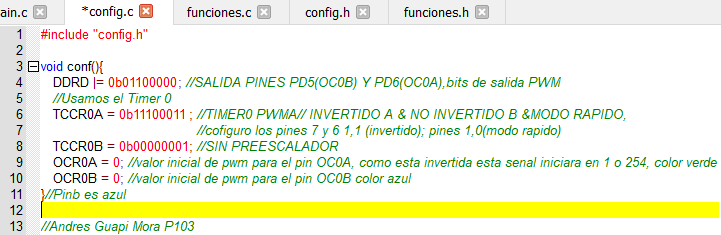 ain.c *config.c funciones.c config.h funciones.h
1 #include "config.h"
2
3 void conf(){
4 DDRD |= 0b01100000; //SALIDA PINES PD5(OC0B) Y PD6(OC0A),bits de salida PWM
5 //Usamos el Timer 0
6 TCCR0A = 0b11100011 ; //TIMER0 PWMA// INVERTIDO A & NO INVERTIDO B &MODO RAPIDO,
7 //cofiguro los pines 7 y 6 1,1 (invertido); pines 1,0(modo rapido)
8 TCCR0B = 0b00000001; //SIN PREESCALADOR
9 OCR0A = 0; //valor inicial de pwm para el pin OC0A, como esta invertida esta senal iniciara en 1 o 254, color verde
10 OCR0B = 0; //valor inicial de pwm para el pin OC0B color azul
11 }//Pinb es azul
12
13 //Andres Guapi Mora P103